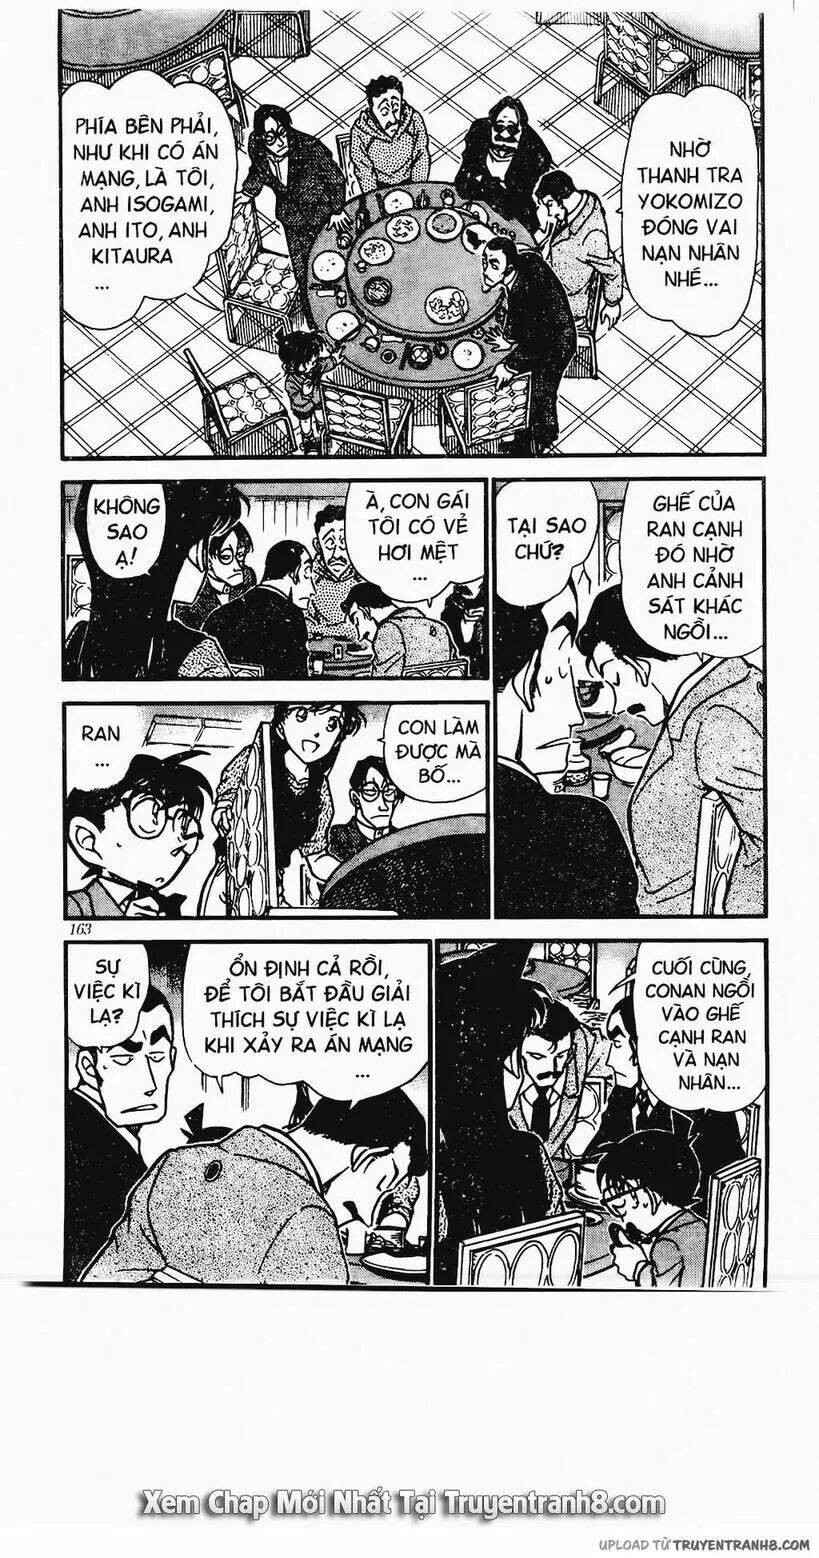 NHỜ
THANH TRA
YOKOMIZO
ĐÓNG VAI
NẠN NHÂN
NHÉ...
PHÍA BÊN PHẢI,
NHƯ KHI CÓ ÁN
MẠNG, LÀ TÔI,
ANH ISOGAMI,
ANH ITO, ANH
KITAURA
...
GHẾ CỦA
RAN CẠNH
ĐÓ NHỜ
ANH CẢNH
SÁT KHÁC
NGỒI...
TẠI SAO
CHỨ?
À, CON GÁI
TÔI CÓ VẺ
HƠI MỆT
...
KHÔNG
SAO
Ạ!
CON LÀM
ĐƯỢC MÀ
BỐ...
RAN
...
163
CUỐI CÙNG,
CONAN NGỒI
VÀO GHẾ
CẠNH RAN
VÀ NẠN
NHÂN...
ỔN ĐỊNH CẢ RỒI,
ĐỂ TÔI BẮT ĐẦU GIẢI
THÍCH SỰ VIỆC KÌ LẠ
KHI XẢY RA ÁN MẠNG
...
SỰ
VIỆC KÌ
LẠ?
Xem Chap Mới Nhất Tại Truyentranh8.com
UPLOAD TỪ TRUYENTRANH8.COM